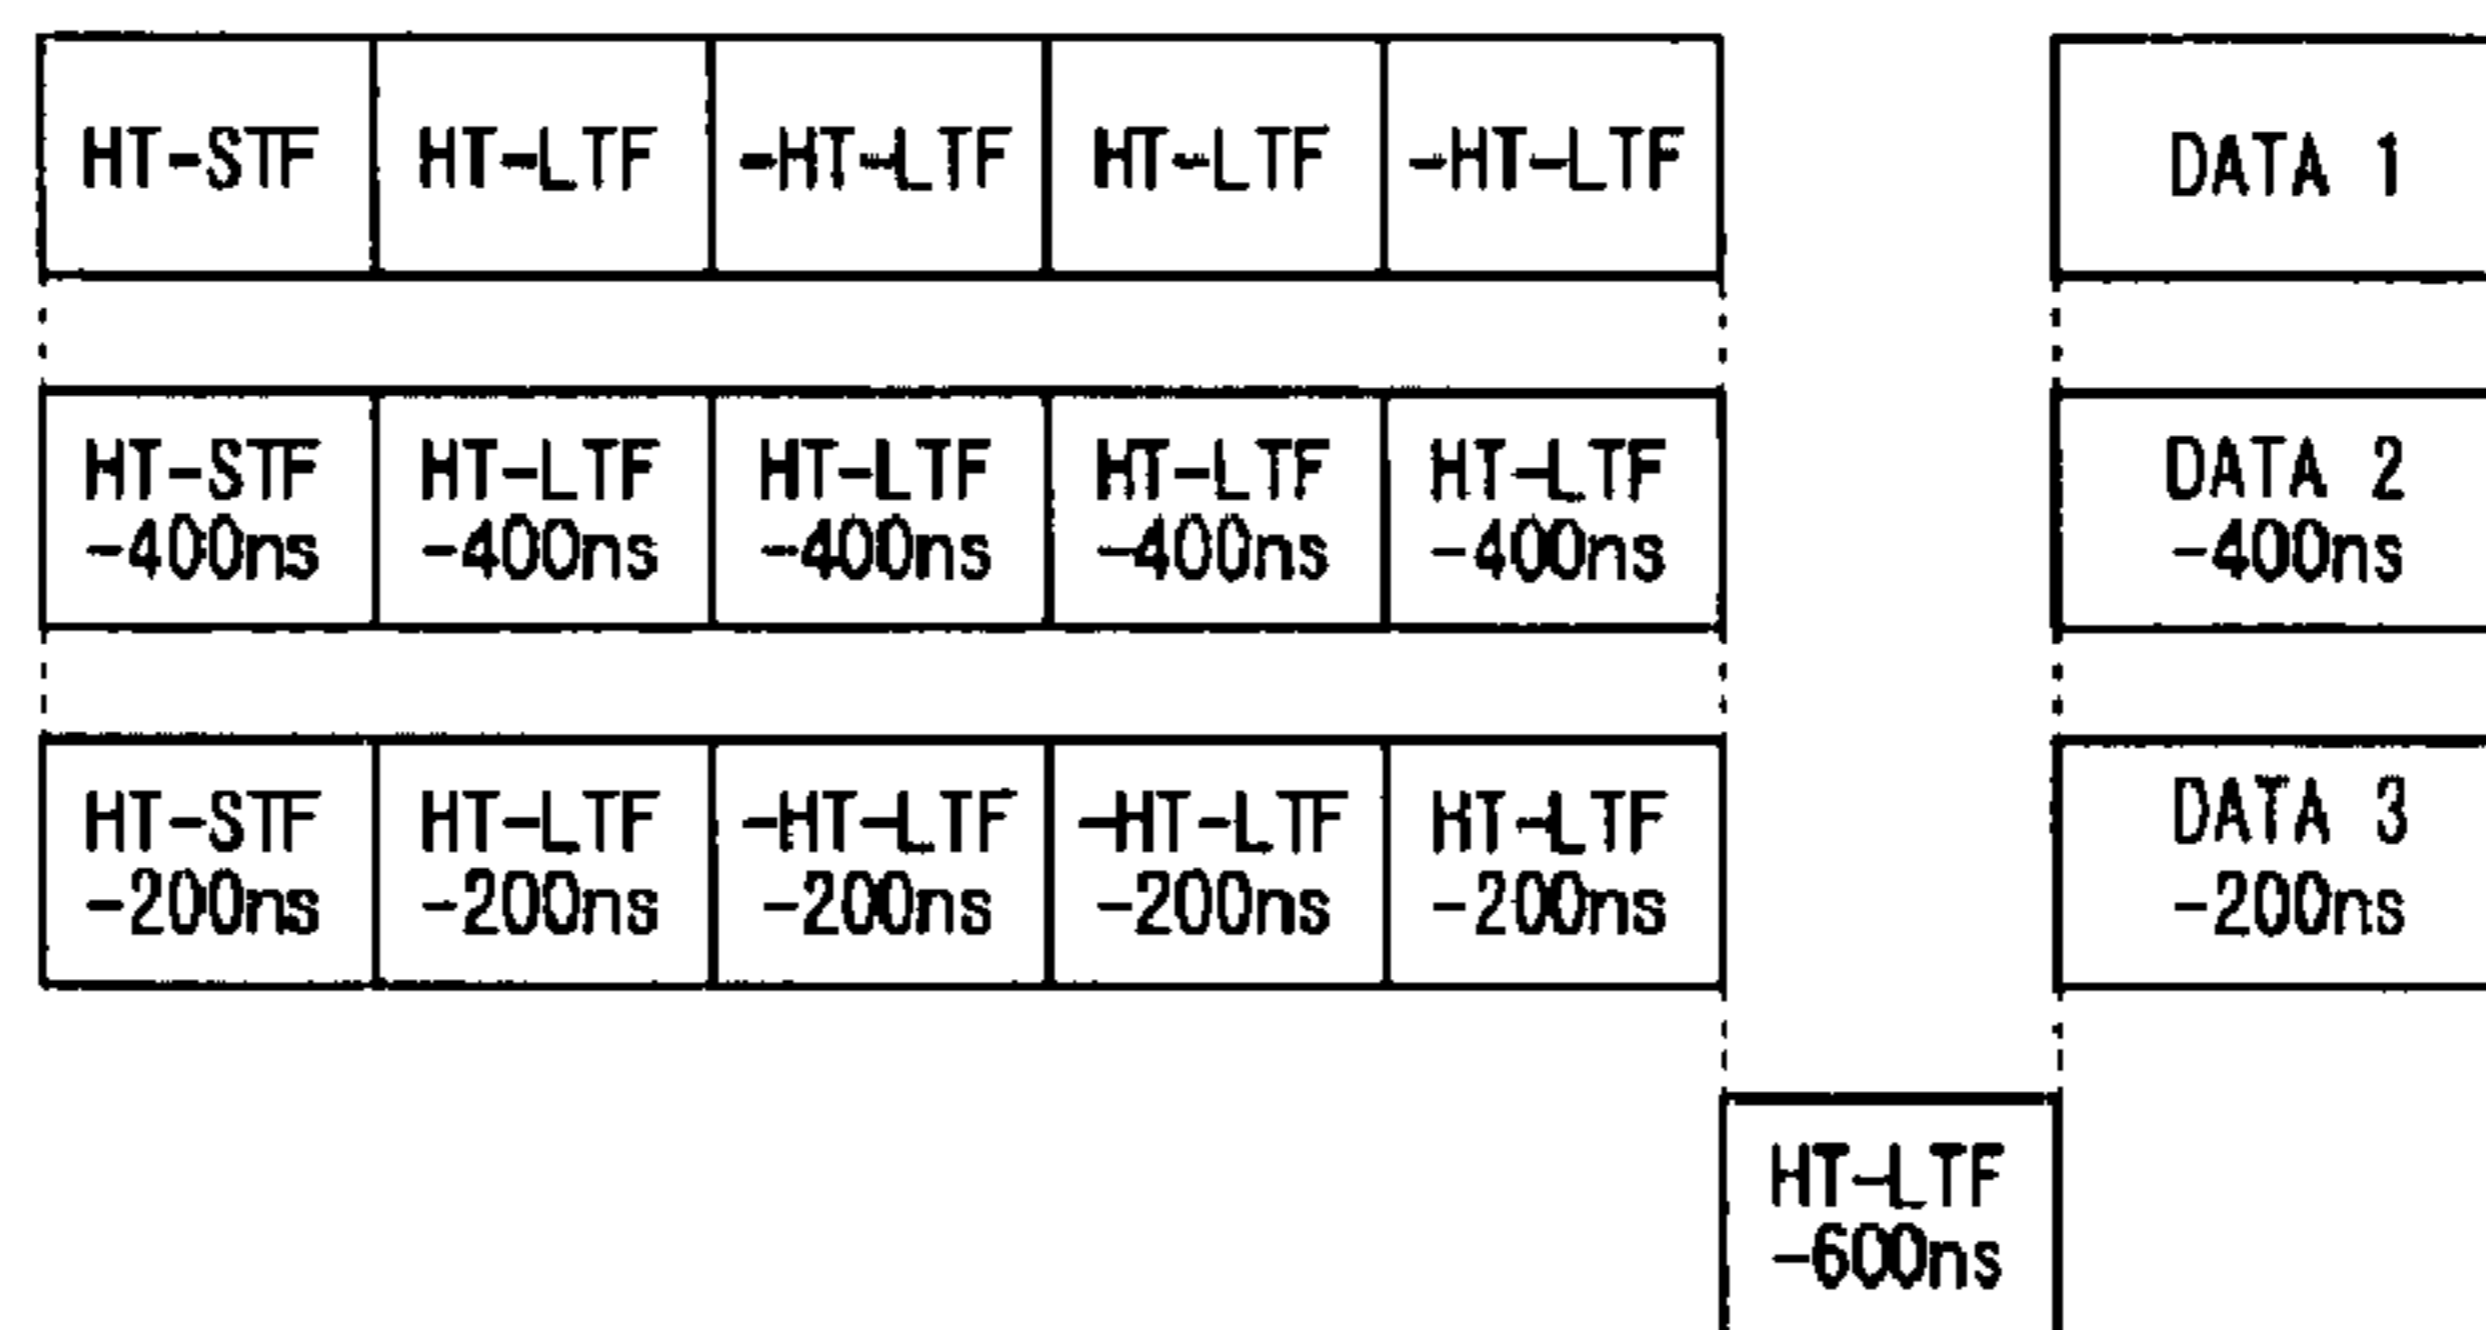 HT-STF HT-LTF -HT-LTF HT-LTF -HT-LTF DATA 1
HT-STF HT-LTF HT-LTF HT-LTF HT-LTF DATA 2
-400ns -400ns -400ns -400ns -400ns -400ns
HT-STF HT-LTF -HT-LTF -HT-LTF HT-LTF DATA 3
-200ns -200ns -200ns -200ns -200ns -200ns
HT-LTF
-600ns